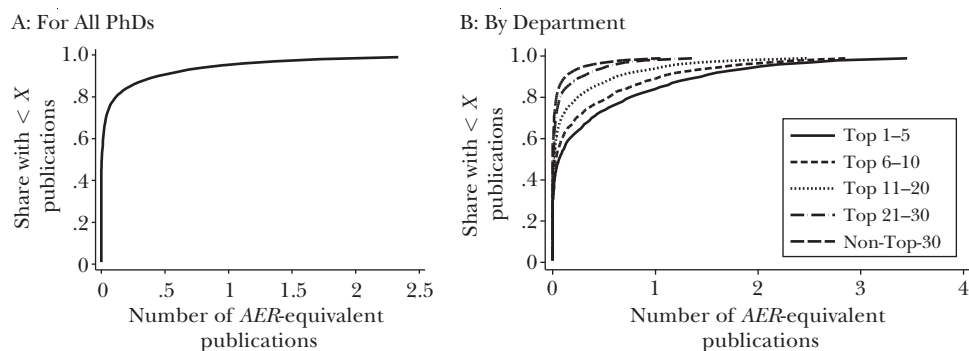 A: For All PhDs
Share with < X
publications
1.0
.8
.6
.4
.2
0
0
.5
1
1.5
2
2.5
Number of AER-equivalent
publications
B: By Department
Share with < X
publications
1.0
.8
.6
.4
.2
0
0
1
2
3
4
Number of AER-equivalent
publications
Top 1–5
Top 6–10
Top 11–20
Top 21–30
Non-Top-30